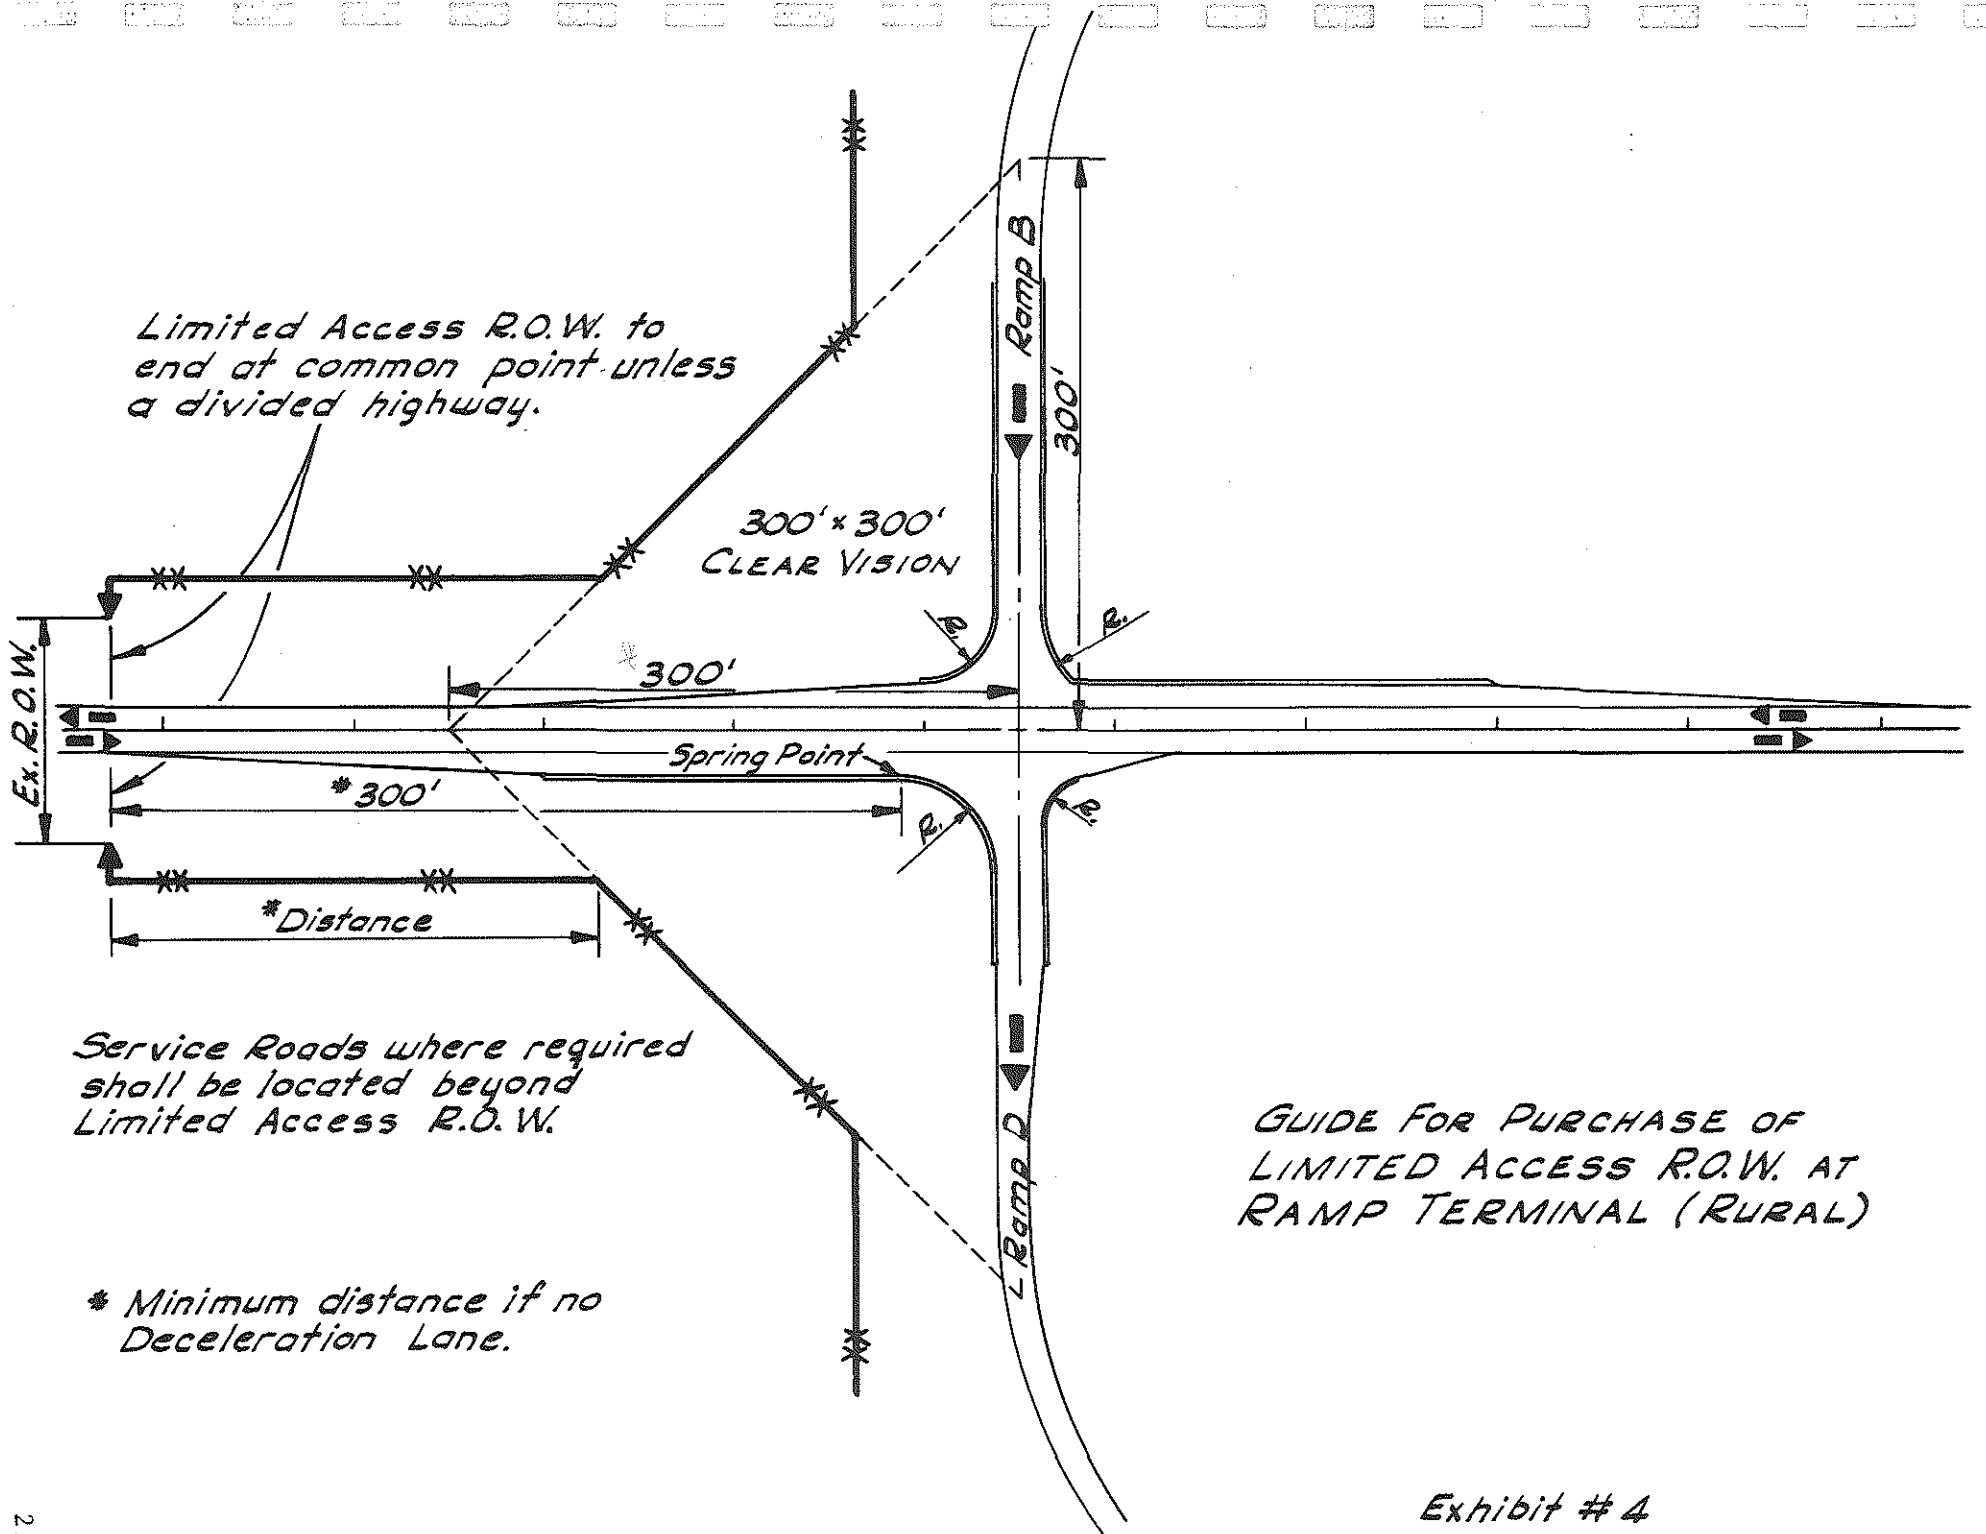 Limited Access R.O.W. to
end at common point unless
a divided highway.
Ramp B
300'
300' x 300'
CLEAR VISION
R.
R.
* 300'
Ex. R.O.W.
Spring Point
* 300'
R.
R.
* Distance
Service Roads where required
shall be located beyond
Limited Access R.O.W.
Ramp D
GUIDE FOR PURCHASE OF
LIMITED ACCESS R.O.W. AT
RAMP TERMINAL (RURAL)
* Minimum distance if no
Deceleration Lane.
Exhibit # 4
2